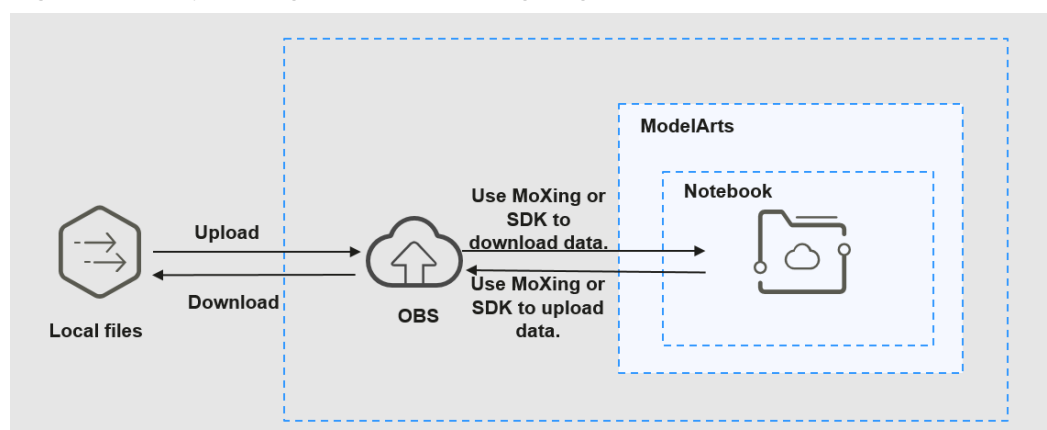 ModelArts
Notebook
Use MoXing or
SDK to
download data.
Upload
Download
Use MoXing or
SDK to upload
data.
OBS
Local files